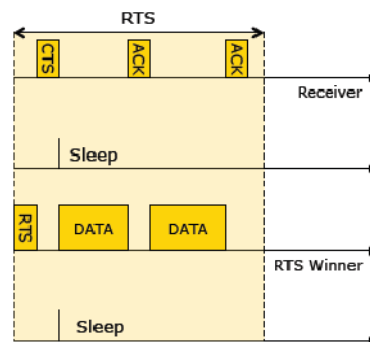 RTS
CTS
ACK
ACK
Receiver
Sleep
RTS
DATA
DATA
RTS Winner
Sleep